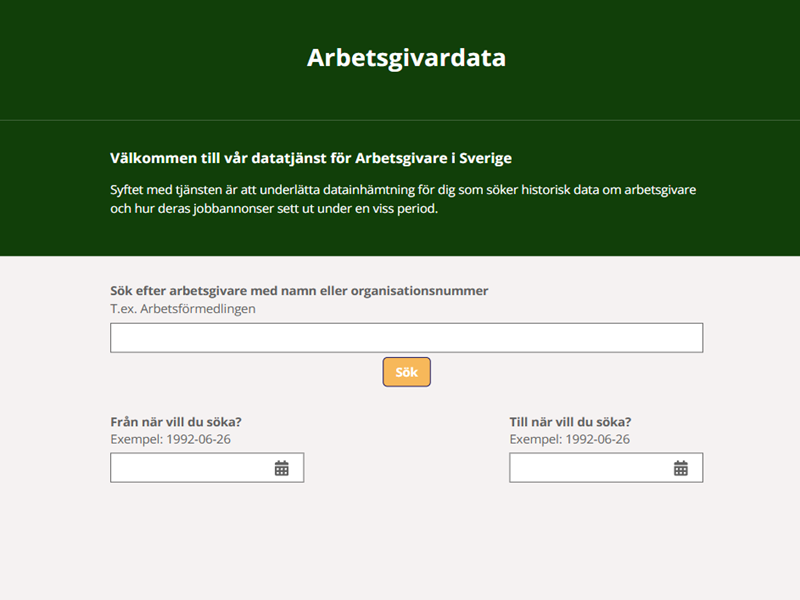 Arbetsgivardata
Välkommen till vår datatjänst för Arbetsgivare i Sverige
Syftet med tjänsten är att underlätta datainhämtning för dig som söker historisk data om arbetsgivare
och hur deras jobbannonser sett ut under en viss period.
Sök efter arbetsgivare med namn eller organisationsnummer
T.ex. Arbetsförmedlingen
Sök
Från när vill du söka?
Exempel: 1992-06-26
Till när vill du söka?
Exempel: 1992-06-26